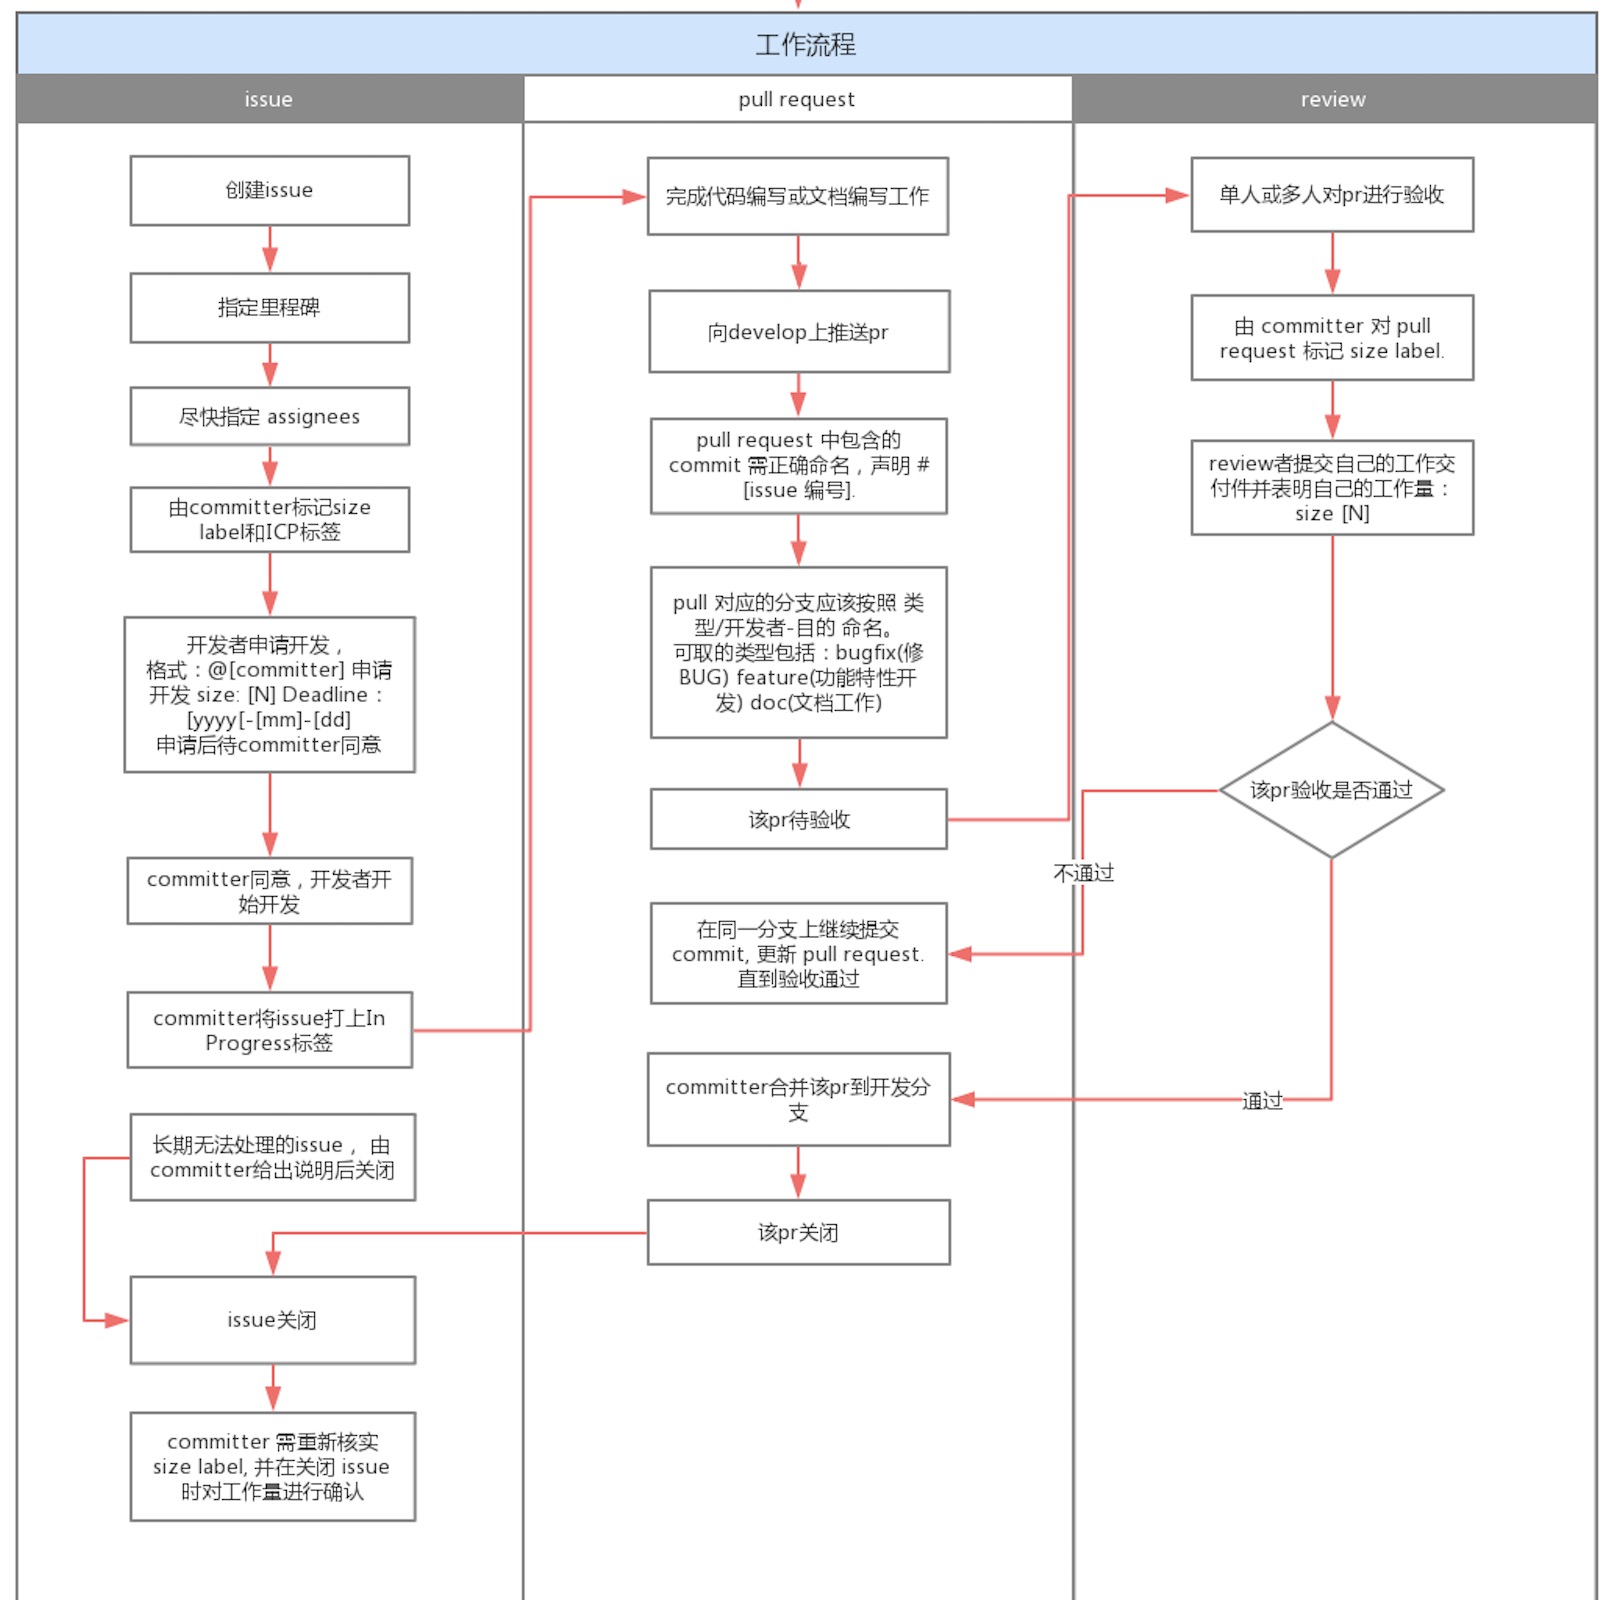 工作流程
issue
pull request
review
创建issue
指定里程碑
尽快指定 assignees
由committer标记size
label和ICP标签
开发者申请开发，
格式：@[committer] 申请
开发 size: [N] Deadline：
[yyyy[-[mm]-[dd]
申请后待committer同意
committer同意，开发者开
始开发
committer将issue打上In
Progress标签
长期无法处理的issue， 由
committer给出说明后关闭
issue关闭
committer 需重新核实
size label, 并在关闭 issue
时对工作量进行确认
完成代码编写或文档编写工作
向develop上推送pr
pull request 中包含的
commit 需正确命名，声明 #
[issue 编号].
pull 对应的分支应该按照 类
型/开发者-目的 命名。
可取的类型包括：bugfix(修
BUG) feature(功能特性开
发) doc(文档工作)
该pr待验收
在同一分支上继续提交
commit, 更新 pull request.
直到验收通过
committer合并该pr到开发分
支
该pr关闭
单人或多人对pr进行验收
由 committer 对 pull
request 标记 size label.
review者提交自己的工作交
付件并表明自己的工作量：
size [N]
该pr验收是否通过
不通过
通过